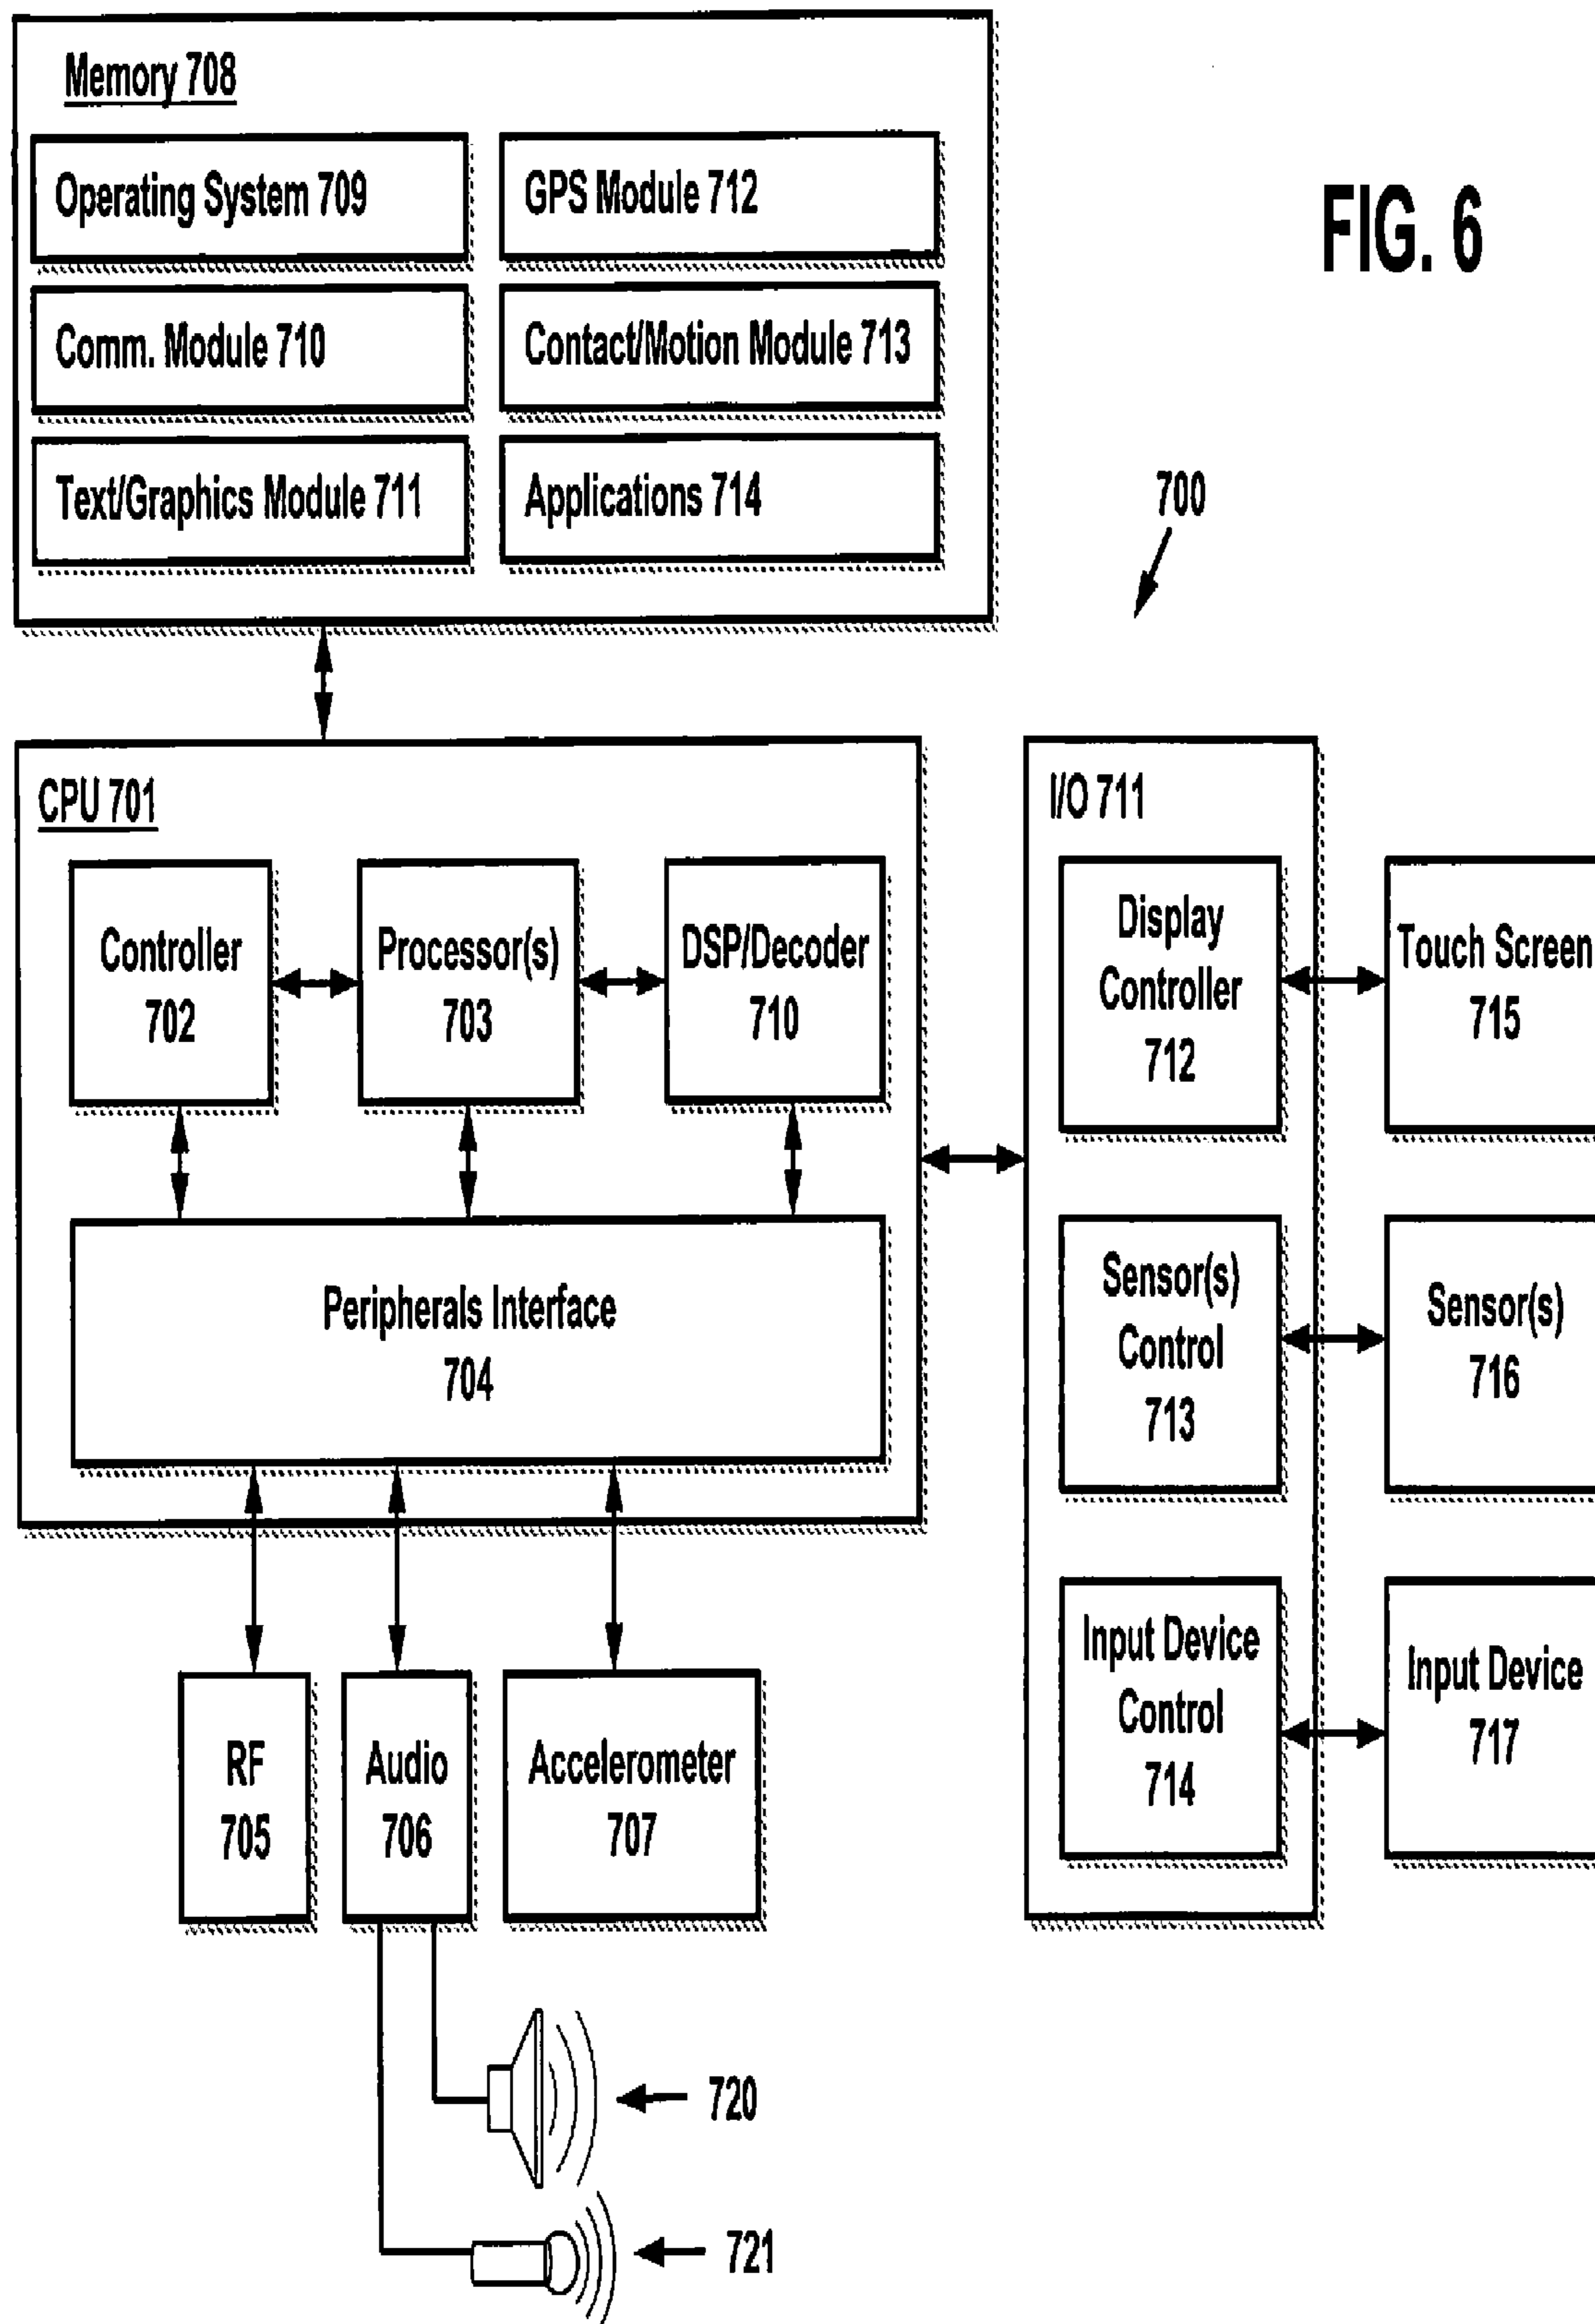 Memory 708
Operating System 709
GPS Module 712
Comm. Module 710
Contact/Motion Module 713
Text/Graphics Module 711
Applications 714
FIG. 6
700
CPU 701
Controller
702
Processor(s)
703
DSP/Decoder
710
Peripherals Interface
704
I/O 711
Display
Controller
712
Touch Screen
715
Sensor(s)
Control
713
Sensor(s)
716
Input Device
Control
714
Input Device
717
RF
705
Audio
706
Accelerometer
707
720
721